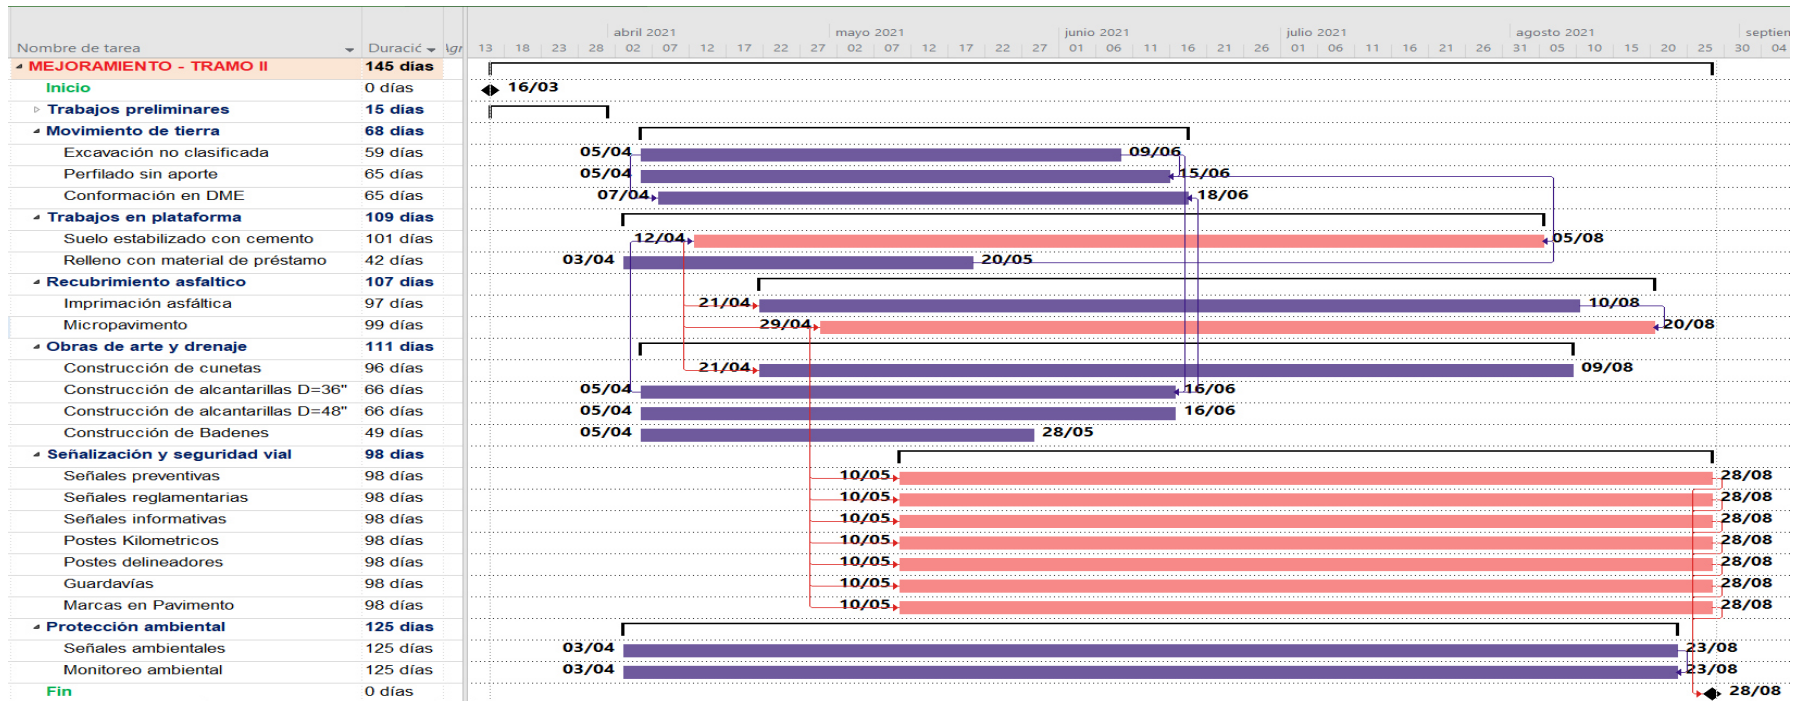 abril 2021 mayo 2021 junio 2021 julio 2021 agosto 2021 septien
Nombre de tarea Duració Agr 13 18 23 28 02 07 12 17 22 27 02 07 12 17 22 27 01 06 11 16 21 26 01 06 11 16 21 26 31 05 10 15 20 25 30 04
MEJORAMIENTO - TRAMO II 145 días
Inicio 0 días 16/03
Trabajos preliminares 15 días
Movimiento de tierra 68 días
Excavación no clasificada 59 días 05/04 09/06
Perfilado sin aporte 65 días 05/04 15/06
Conformación en DME 65 días 07/04 18/06
Trabajos en plataforma 109 días
Suelo estabilizado con cemento 101 días 12/04 05/08
Relleno con material de préstamo 42 días 03/04 20/05
Recubrimiento asfaltico 107 días
Imprimación asfáltica 97 días 21/04 10/08
Micropavimento 99 días 29/04 20/08
Obras de arte y drenaje 111 días
Construcción de cunetas 96 días 21/04 09/08
Construcción de alcantarillas D=36" 66 días 05/04 16/06
Construcción de alcantarillas D=48" 66 días 05/04 16/06
Construcción de Badenes 49 días 05/04 28/05
Señalización y seguridad vial 98 días
Señales preventivas 98 días 10/05 28/08
Señales reglamentarias 98 días 10/05 28/08
Señales informativas 98 días 10/05 28/08
Postes Kilometricos 98 días 10/05 28/08
Postes delineadores 98 días 10/05 28/08
Guardavías 98 días 10/05 28/08
Marcas en Pavimento 98 días 10/05 28/08
Protección ambiental 125 días
Señales ambientales 125 días 03/04 23/08
Monitoreo ambiental 125 días 03/04 23/08
Fin 0 días 28/08